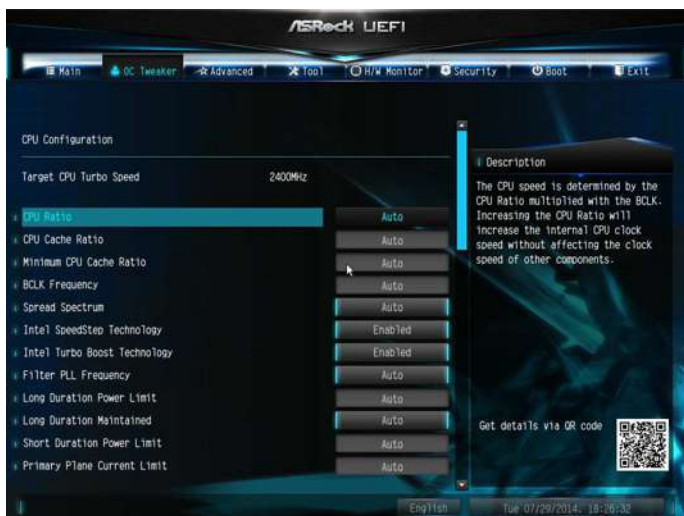 ASRock UEFI
Main OC Tweaker Advanced Tool H/W Monitor Security Boot Exit
CPU Configuration
Target CPU Turbo Speed 2400MHz
CPU Ratio Auto
CPU Cache Ratio Auto
Minimum CPU Cache Ratio Auto
BCLK Frequency Auto
Spread Spectrum Auto
Intel SpeedStep Technology Enabled
Intel Turbo Boost Technology Enabled
Filter PLL Frequency Auto
Long Duration Power Limit Auto
Long Duration Maintained Auto
Short Duration Power Limit Auto
Primary Plane Current Limit Auto
Description
The CPU speed is determined by the
CPU Ratio multiplied with the BCLK.
Increasing the CPU Ratio will
increase the internal CPU clock
speed without affecting the clock
speed of other components.
Get details via QR code
English Tue 07/29/2014. 18:26:32